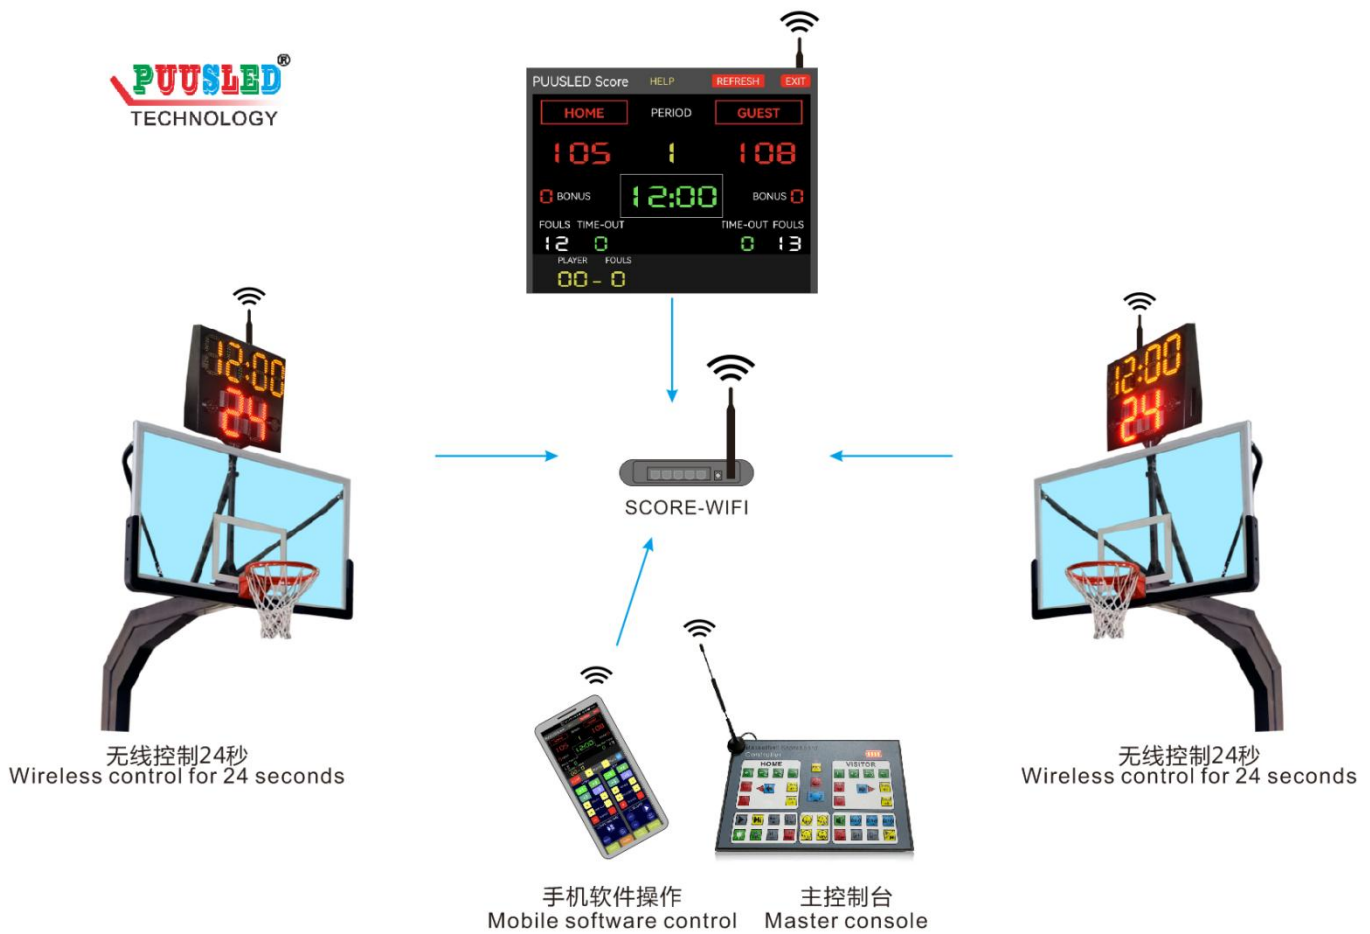 PUUSLED®
TECHNOLOGY
PUUSLED Score HELP REFRESH EXIT
HOME PERIOD GUEST
105 1 108
0 BONUS 12:00 BONUS 0
FOULS TIME-OUT TIME-OUT FOULS
12 0 0 13
PLAYER FOULS
00 - 0
12:00
24
12:00
24
SCORE-WIFI
无线控制24秒
Wireless control for 24 seconds
无线控制24秒
Wireless control for 24 seconds
HOME VISITOR
手机软件操作
Mobile software control
主控制台
Master console